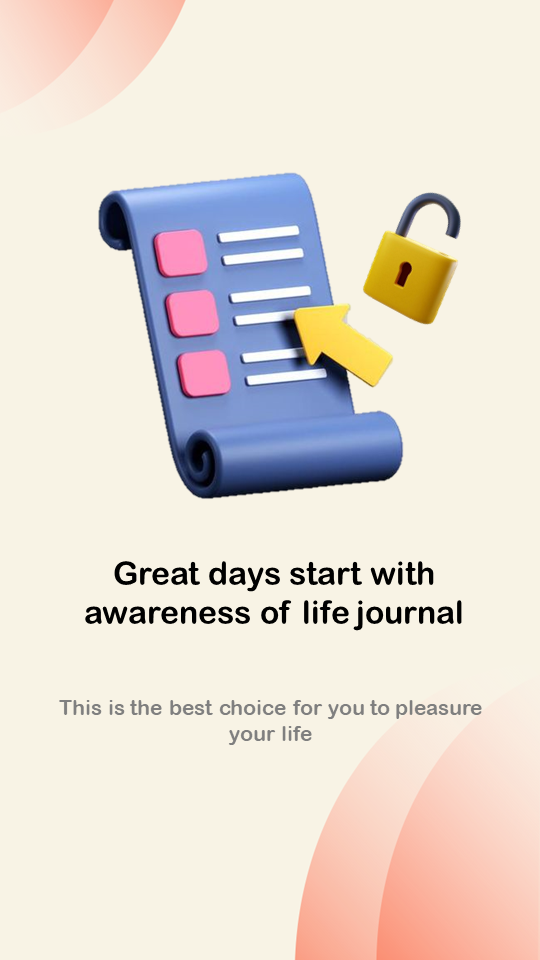 Great days start with
awareness of life journal
This is the best choice for you to pleasure
your life